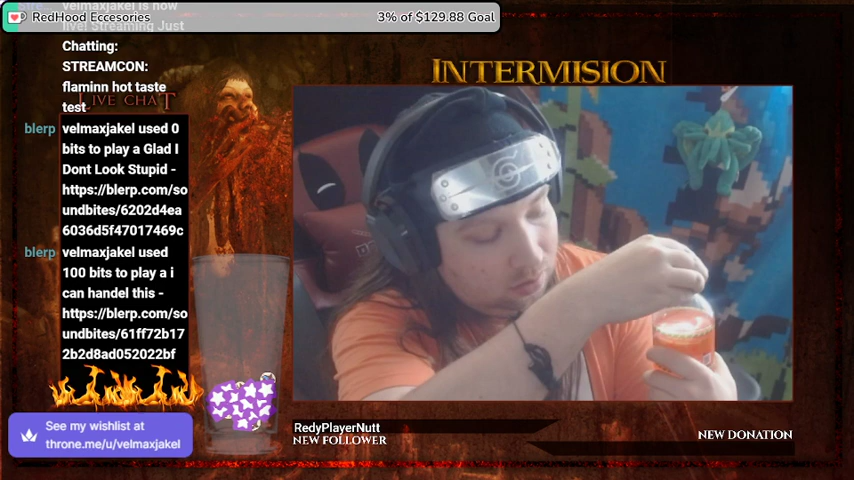 RedHood Eccesories
3% of $129.88 Goal
velmaxjakel is now
live! Streaming Just
Chatting:
STREAMCON:
flaminn hot taste
test
LIVE CHAT
blerp velmaxjakel used 0
bits to play a Glad I
Dont Look Stupid -
https://blerp.com/so
undbites/6202d4ea
6036d5f47017469c
blerp velmaxjakel used
100 bits to play a i
can handel this -
https://blerp.com/so
undbites/61ff72b17
2b2d8ad052022bf
INTERMISION
See my wishlist at
throne.me/u/velmaxjakel
RedyPlayerNutt
NEW FOLLOWER
NEW DONATION